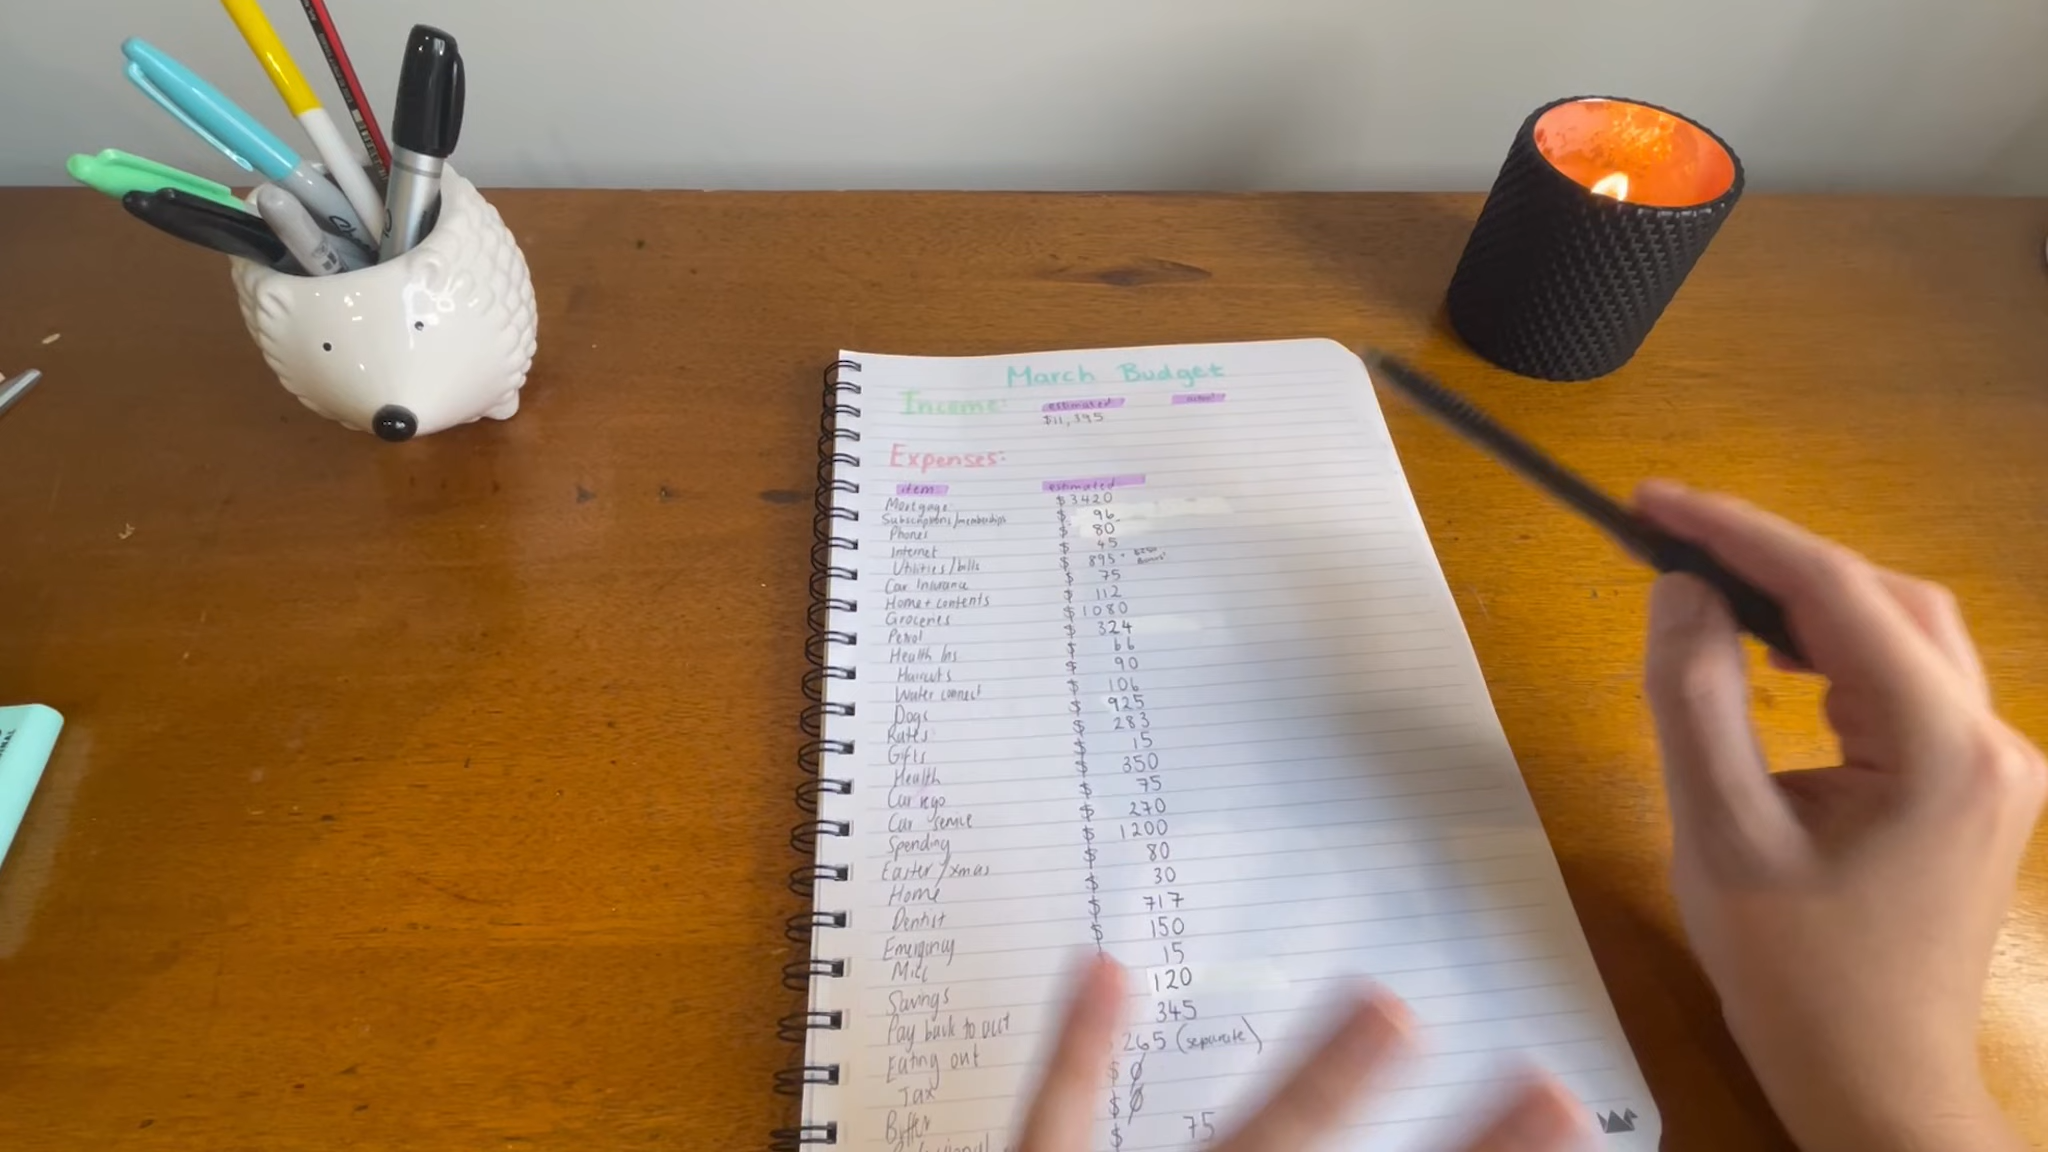 March Budget
Income: estimated actual
$11,395
Expenses:
item estimated
Mortgage $3420
Subscriptions/memberships $ 96
Phones $ 80
Internet $ 45
Utilities/bills $ 895
Car Insurance $ 75
Home + contents $ 112
Groceries $1080
Petrol $ 324
Health Ins $ 66
Haircuts $ 90
Water connect $ 106
Dogs $ 925
Rates $ 283
Gifts $ 15
Health $ 350
Car rego $ 75
Car service $ 270
Spending $ 1200
Easter/xmas $ 80
Home $ 30
Dentist $ 717
Emergency $ 150
Misc 15
Savings 120
Pay back to out 345
Eating out 265 (separate)
Tax $ 0
Buffer $ 0
$ 75